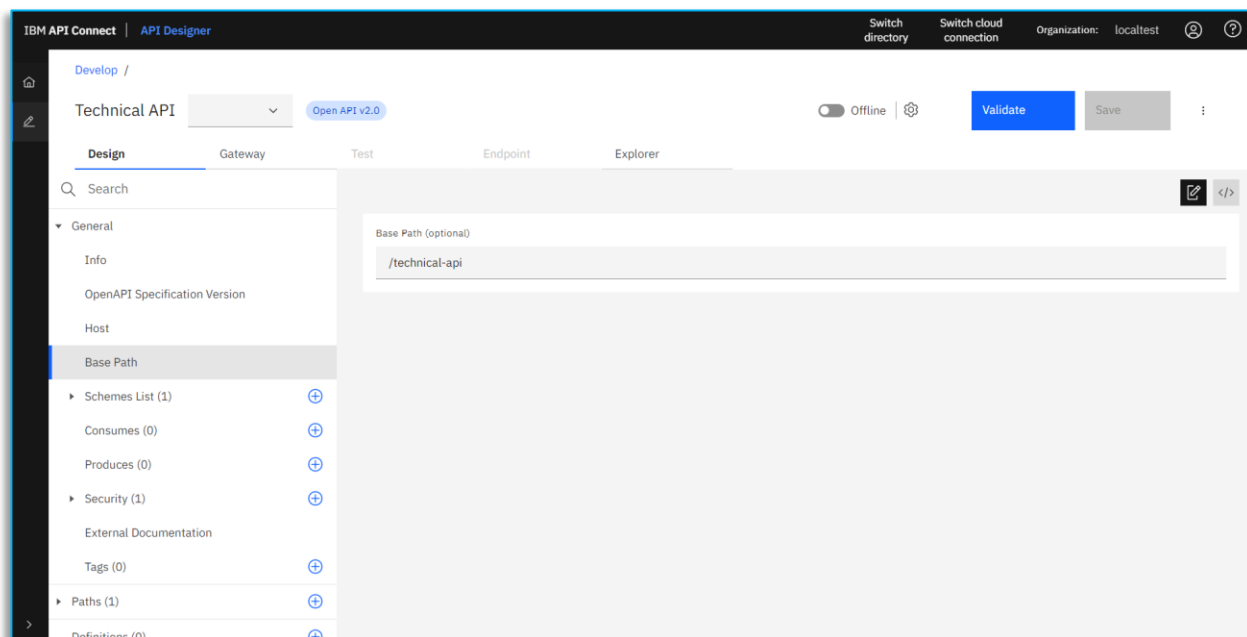 IBM API Connect | API Designer
Switch directory
Switch cloud connection
Organization: localtest
Develop /
Technical API
Open API v2.0
Offline
Validate
Save
Design
Gateway
Test
Endpoint
Explorer
Search
General
Info
OpenAPI Specification Version
Host
Base Path
Schemes List (1)
Consumes (0)
Produces (0)
Security (1)
External Documentation
Tags (0)
Paths (1)
Definitions (0)
Base Path (optional)
/technical-api